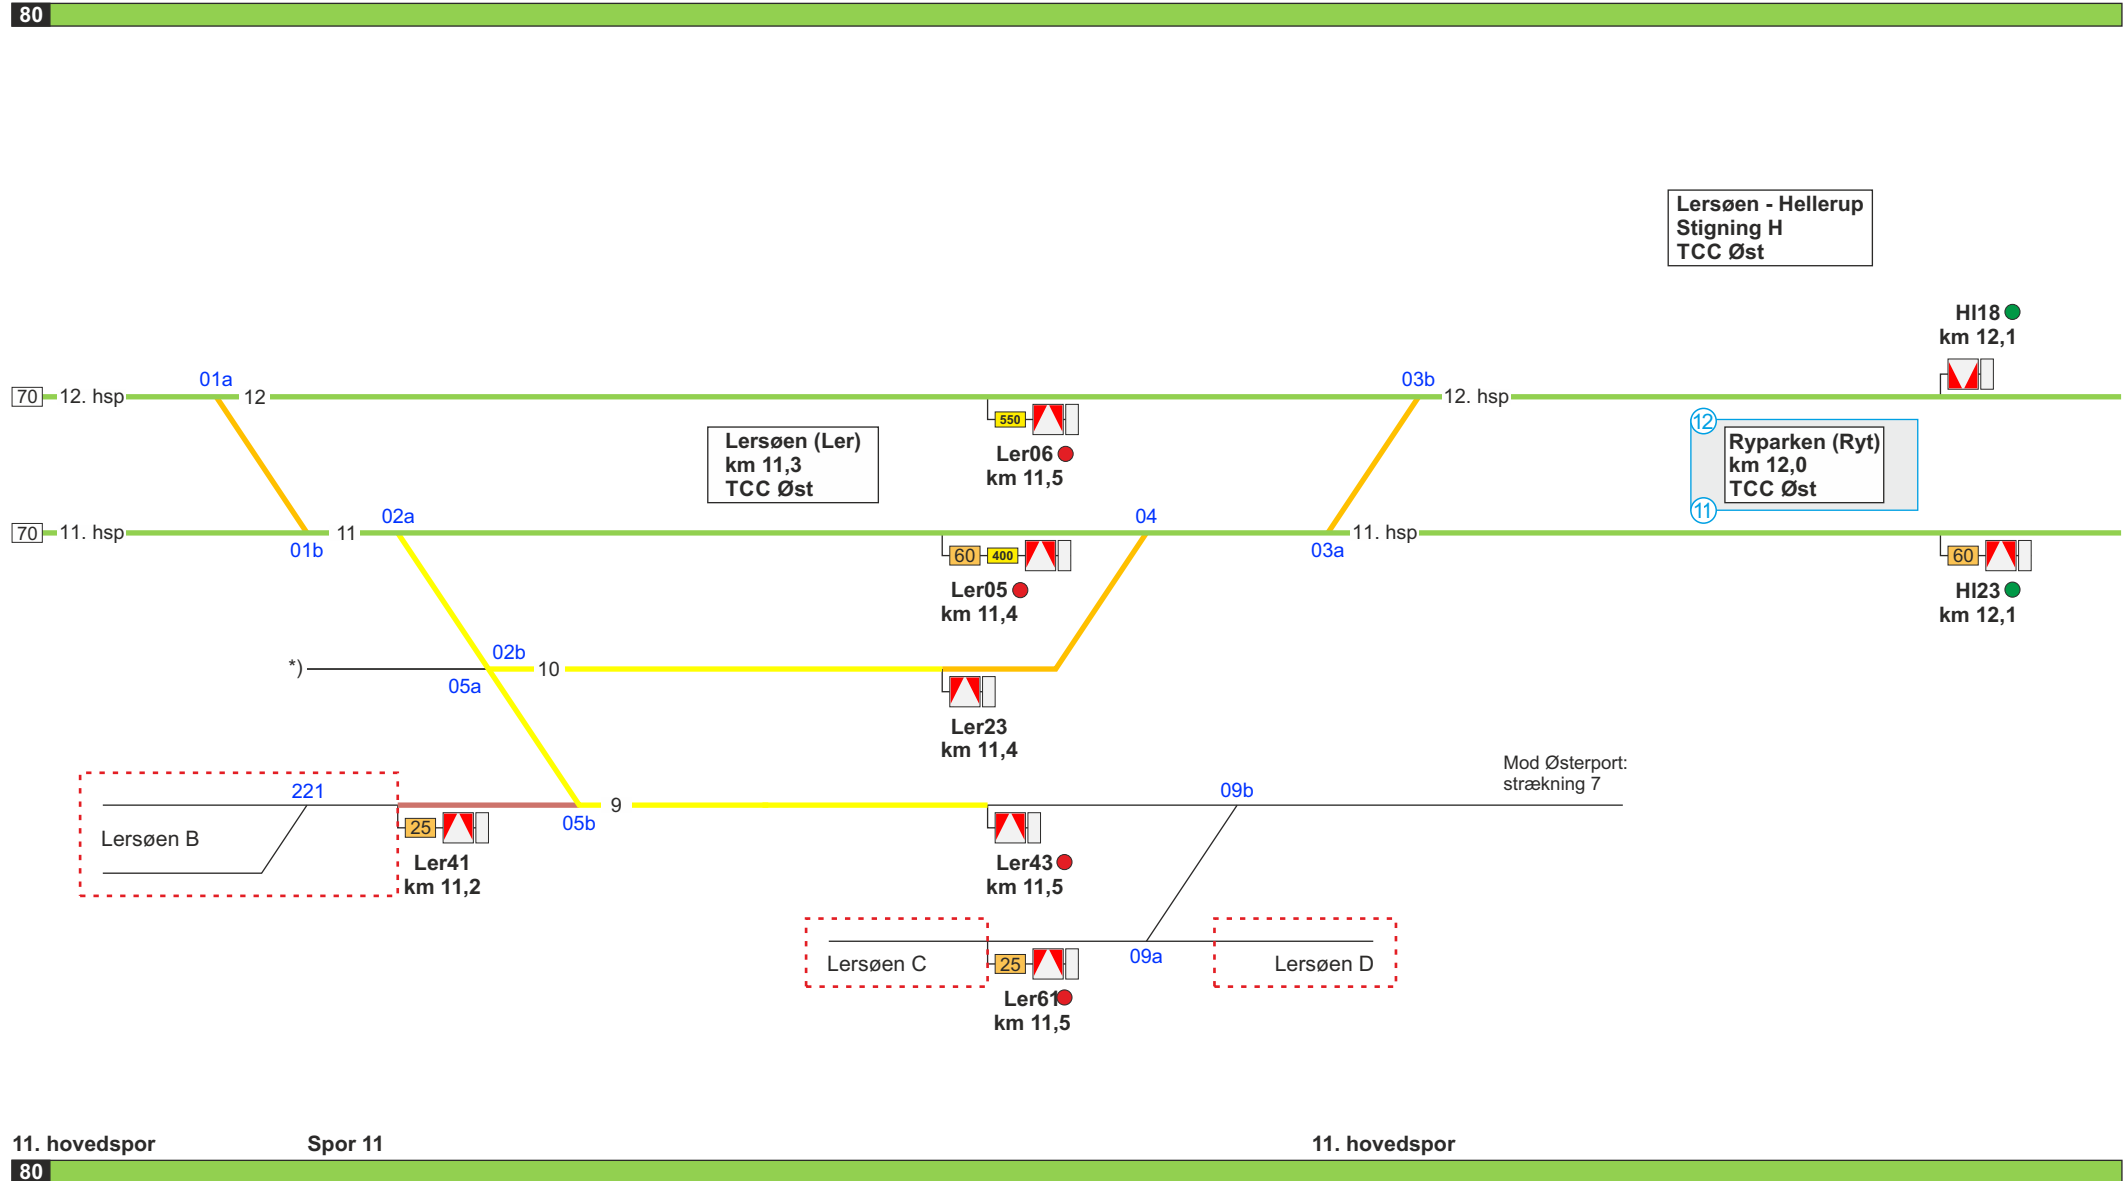 80
Lersøen - Hellerup
Stigning H
TCC Øst
Hl18
km 12,1
01a
03b
70
12. hsp
12
12. hsp
550
Ler06
km 11,5
Lersøen (Ler)
km 11,3
TCC Øst
12
Ryparken (Ryt)
km 12,0
TCC Øst
11
02a
04
70
11. hsp
11
11. hsp
01b
03a
60
400
Ler05
km 11,4
60
Hl23
km 12,1
02b
*)
10
05a
Ler23
km 11,4
Mod Østerport:
strækning 7
221
09b
9
05b
Lersøen B
25
Ler41
km 11,2
Ler43
km 11,5
Lersøen C
25
09a
Lersøen D
Ler61
km 11,5
11. hovedspor
Spor 11
11. hovedspor
80